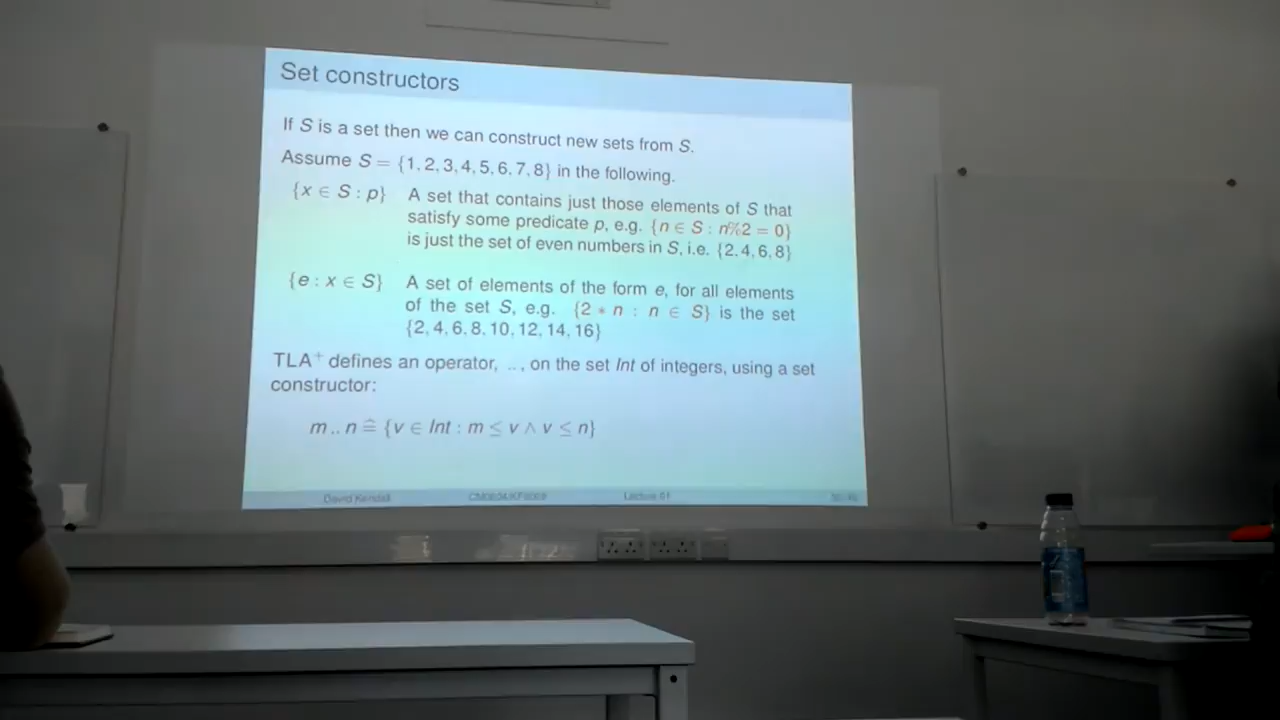 Set constructors
If S is a set then we can construct new sets from S.
Assume S = {1, 2, 3, 4, 5, 6, 7, 8} in the following.
{x ∈ S : p} A set that contains just those elements of S that
satisfy some predicate p, e.g. {n ∈ S : n%2 = 0}
is just the set of even numbers in S, i.e. {2, 4, 6, 8}
{e : x ∈ S} A set of elements of the form e, for all elements
of the set S, e.g. {2 * n : n ∈ S} is the set
{2, 4, 6, 8, 10, 12, 14, 16}
TLA+ defines an operator, .. , on the set Int of integers, using a set
constructor:
m .. n ≙ {v ∈ Int : m ≤ v ∧ v ≤ n}
David Kendall Lecture 01